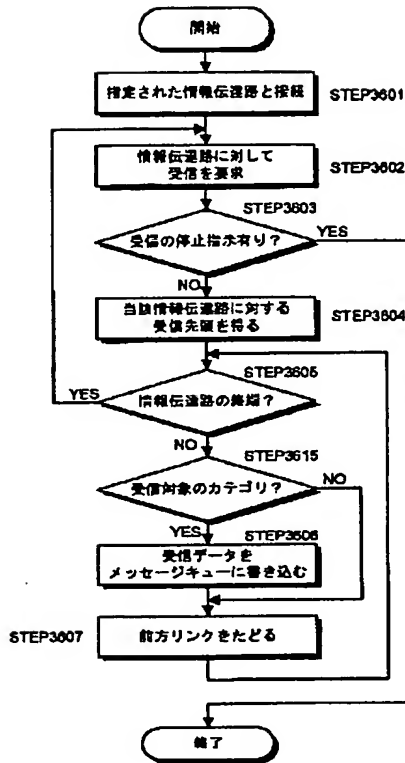 開始
指定された情報伝達路と接続
STEP3601
情報伝達路に対して
受信を要求
STEP3602
STEP3603
受信の停止指示有り?
YES
NO
当該情報伝達路に対する
受信先頭を得る
STEP3604
STEP3605
YES
情報伝達路の終端?
NO
STEP3615
受信対象のカテゴリ?
NO
YES
STEP3606
受信データを
メッセージキューに書き込む
STEP3607
前方リンクをたどる
終了